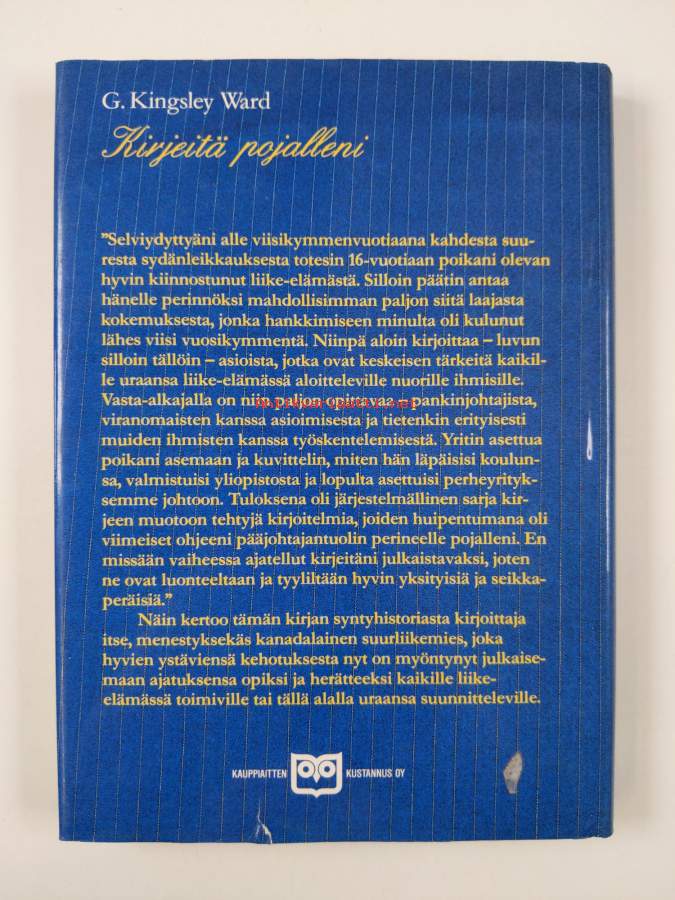 G. Kingsley Ward
Kirjeitä pojalleni
”Selviydyttyäni alle viisikymmenvuotiaana kahdesta suu-
resta sydänleikkauksesta totesin 16-vuotiaan poikani olevan
hyvin kiinnostunut liike-elämästä. Silloin päätin antaa
hänelle perinnöksi mahdollisimman paljon siitä laajasta
kokemuksesta, jonka hankkimiseen minulta oli kulunut
lähes viisi vuosikymmentä. Niinpä aloin kirjoittaa – luvun
silloin tällöin – asioista, jotka ovat keskeisen tärkeitä kaikil-
le uraansa liike-elämässä aloitteleville nuorille ihmisille.
Vasta-alkajalla on niin paljon opittavaa – pankinjohtajista,
viranomaisten kanssa asioimisesta ja tietenkin erityisesti
muiden ihmisten kanssa työskentelemisestä. Yritin asettua
poikani asemaan ja kuvittelin, miten hän läpäisisi koulun-
sa, valmistuisi yliopistosta ja lopulta asettuisi perheyrityk-
semme johtoon. Tuloksena oli järjestelmällinen sarja kir-
jeen muotoon tehtyjä kirjoitelmia, joiden huipentumana oli
viimeiset ohjeeni pääjohtajantuolin perineelle pojalleni. En
missään vaiheessa ajatellut kirjeitäni julkaistavaksi, joten
ne ovat luonteeltaan ja tyyliltään hyvin yksityisiä ja seikka-
peräisiä.”
Näin kertoo tämän kirjan syntyhistoriasta kirjoittaja
itse, menestyksekäs kanadalainen suurliikemies, joka
hyvien ystäviensä kehotuksesta nyt on myöntynyt julkaise-
maan ajatuksensa opiksi ja herätteeksi kaikille liike-
elämässä toimiville tai tällä alalla uraansa suunnitteleville.
KAUPPIAITTEN KUSTANNUS OY